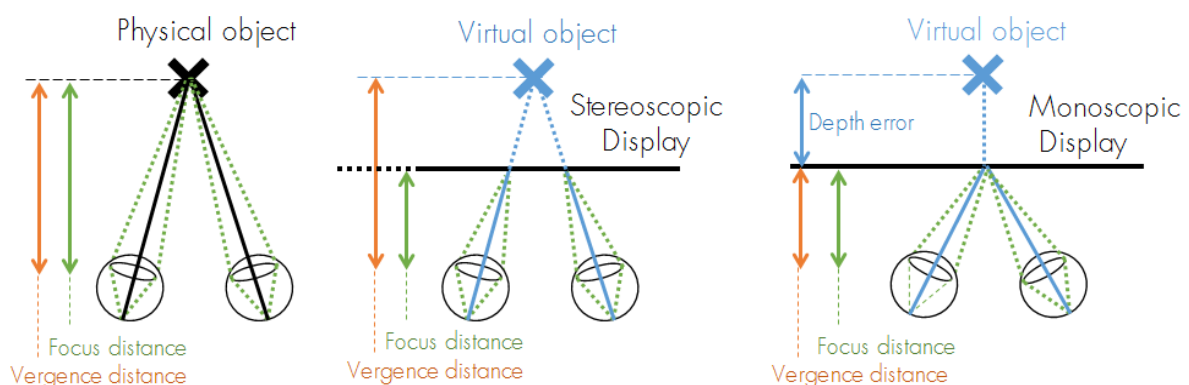 Physical object
Focus distance
Vergence distance
Virtual object
Stereoscopic
Display
Focus distance
Vergence distance
Virtual object
Depth error
Monoscopic
Display
Focus distance
Vergence distance